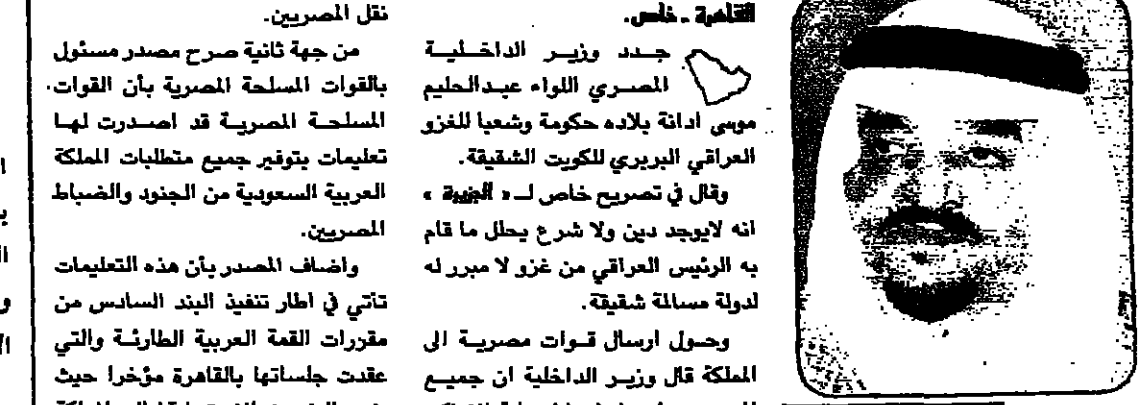 القاهرة - خاص.
جدد وزير الداخلية
المصري اللواء عبدالحليم
موسى ادانة بلاده حكومة وشعبا للغزو
العراقي البربري للكويت الشقيقة.
وقال في تصريح خاص لـ « الجزيرة »
انه لايوجد دين ولا شرع يحلل ما قام
به الرئيس العراقي من غزو لا مبرر له
لدولة مسالمة شقيقة.
وحول ارسال قوات مصرية الى
المملكة قال وزير الداخلية ان جميع
نقل المصريين.
من جهة ثانية صرح مصدر مسئول
بالقوات المسلحة المصرية بأن القوات
المسلحة المصرية قد اصدرت لها
تعليمات بتوفير جميع متطلبات المملكة
العربية السعودية من الجنود والضباط
المصريين.
واضاف المصدر بأن هذه التعليمات
تأتي في اطار تنفيذ البند السادس من
مقررات القمة العربية الطارئة والتي
عقدت جلساتها بالقاهرة مؤخرا حيث